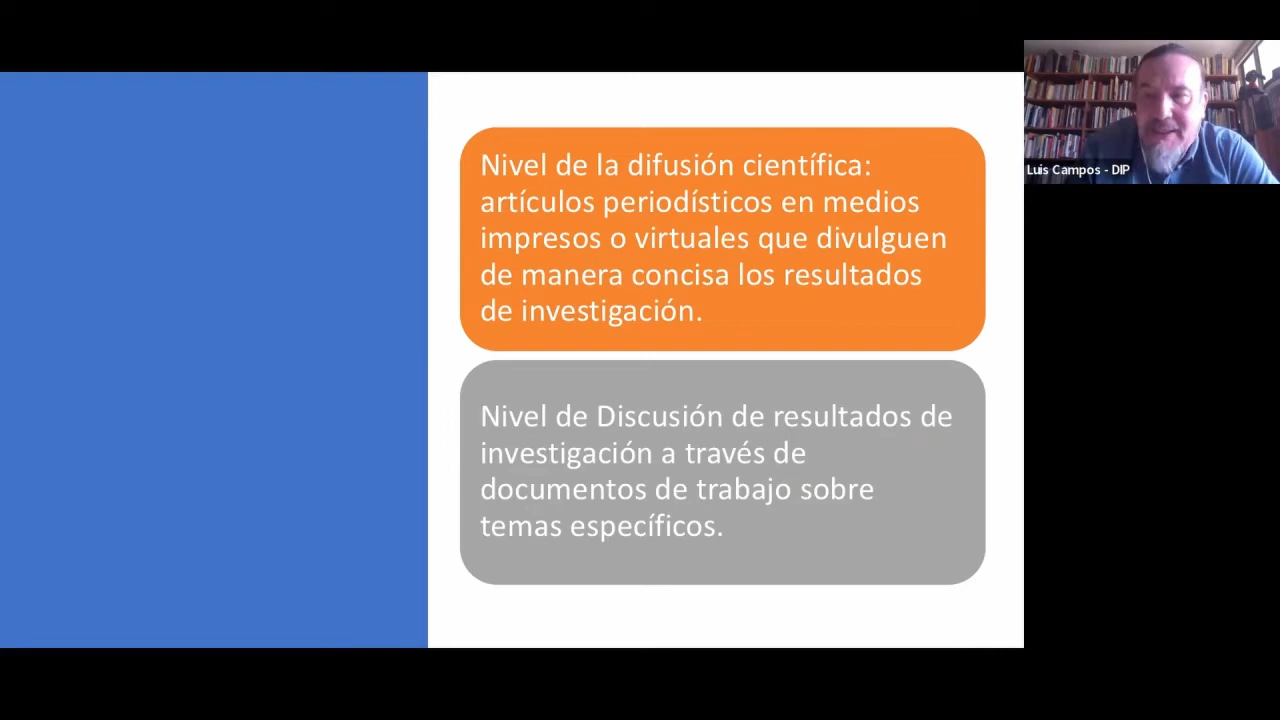 Nivel de la difusión científica:
artículos periodísticos en medios
impresos o virtuales que divulguen
de manera concisa los resultados
de investigación.
Nivel de Discusión de resultados de
investigación a través de
documentos de trabajo sobre
temas específicos.
Luis Campos - DIP